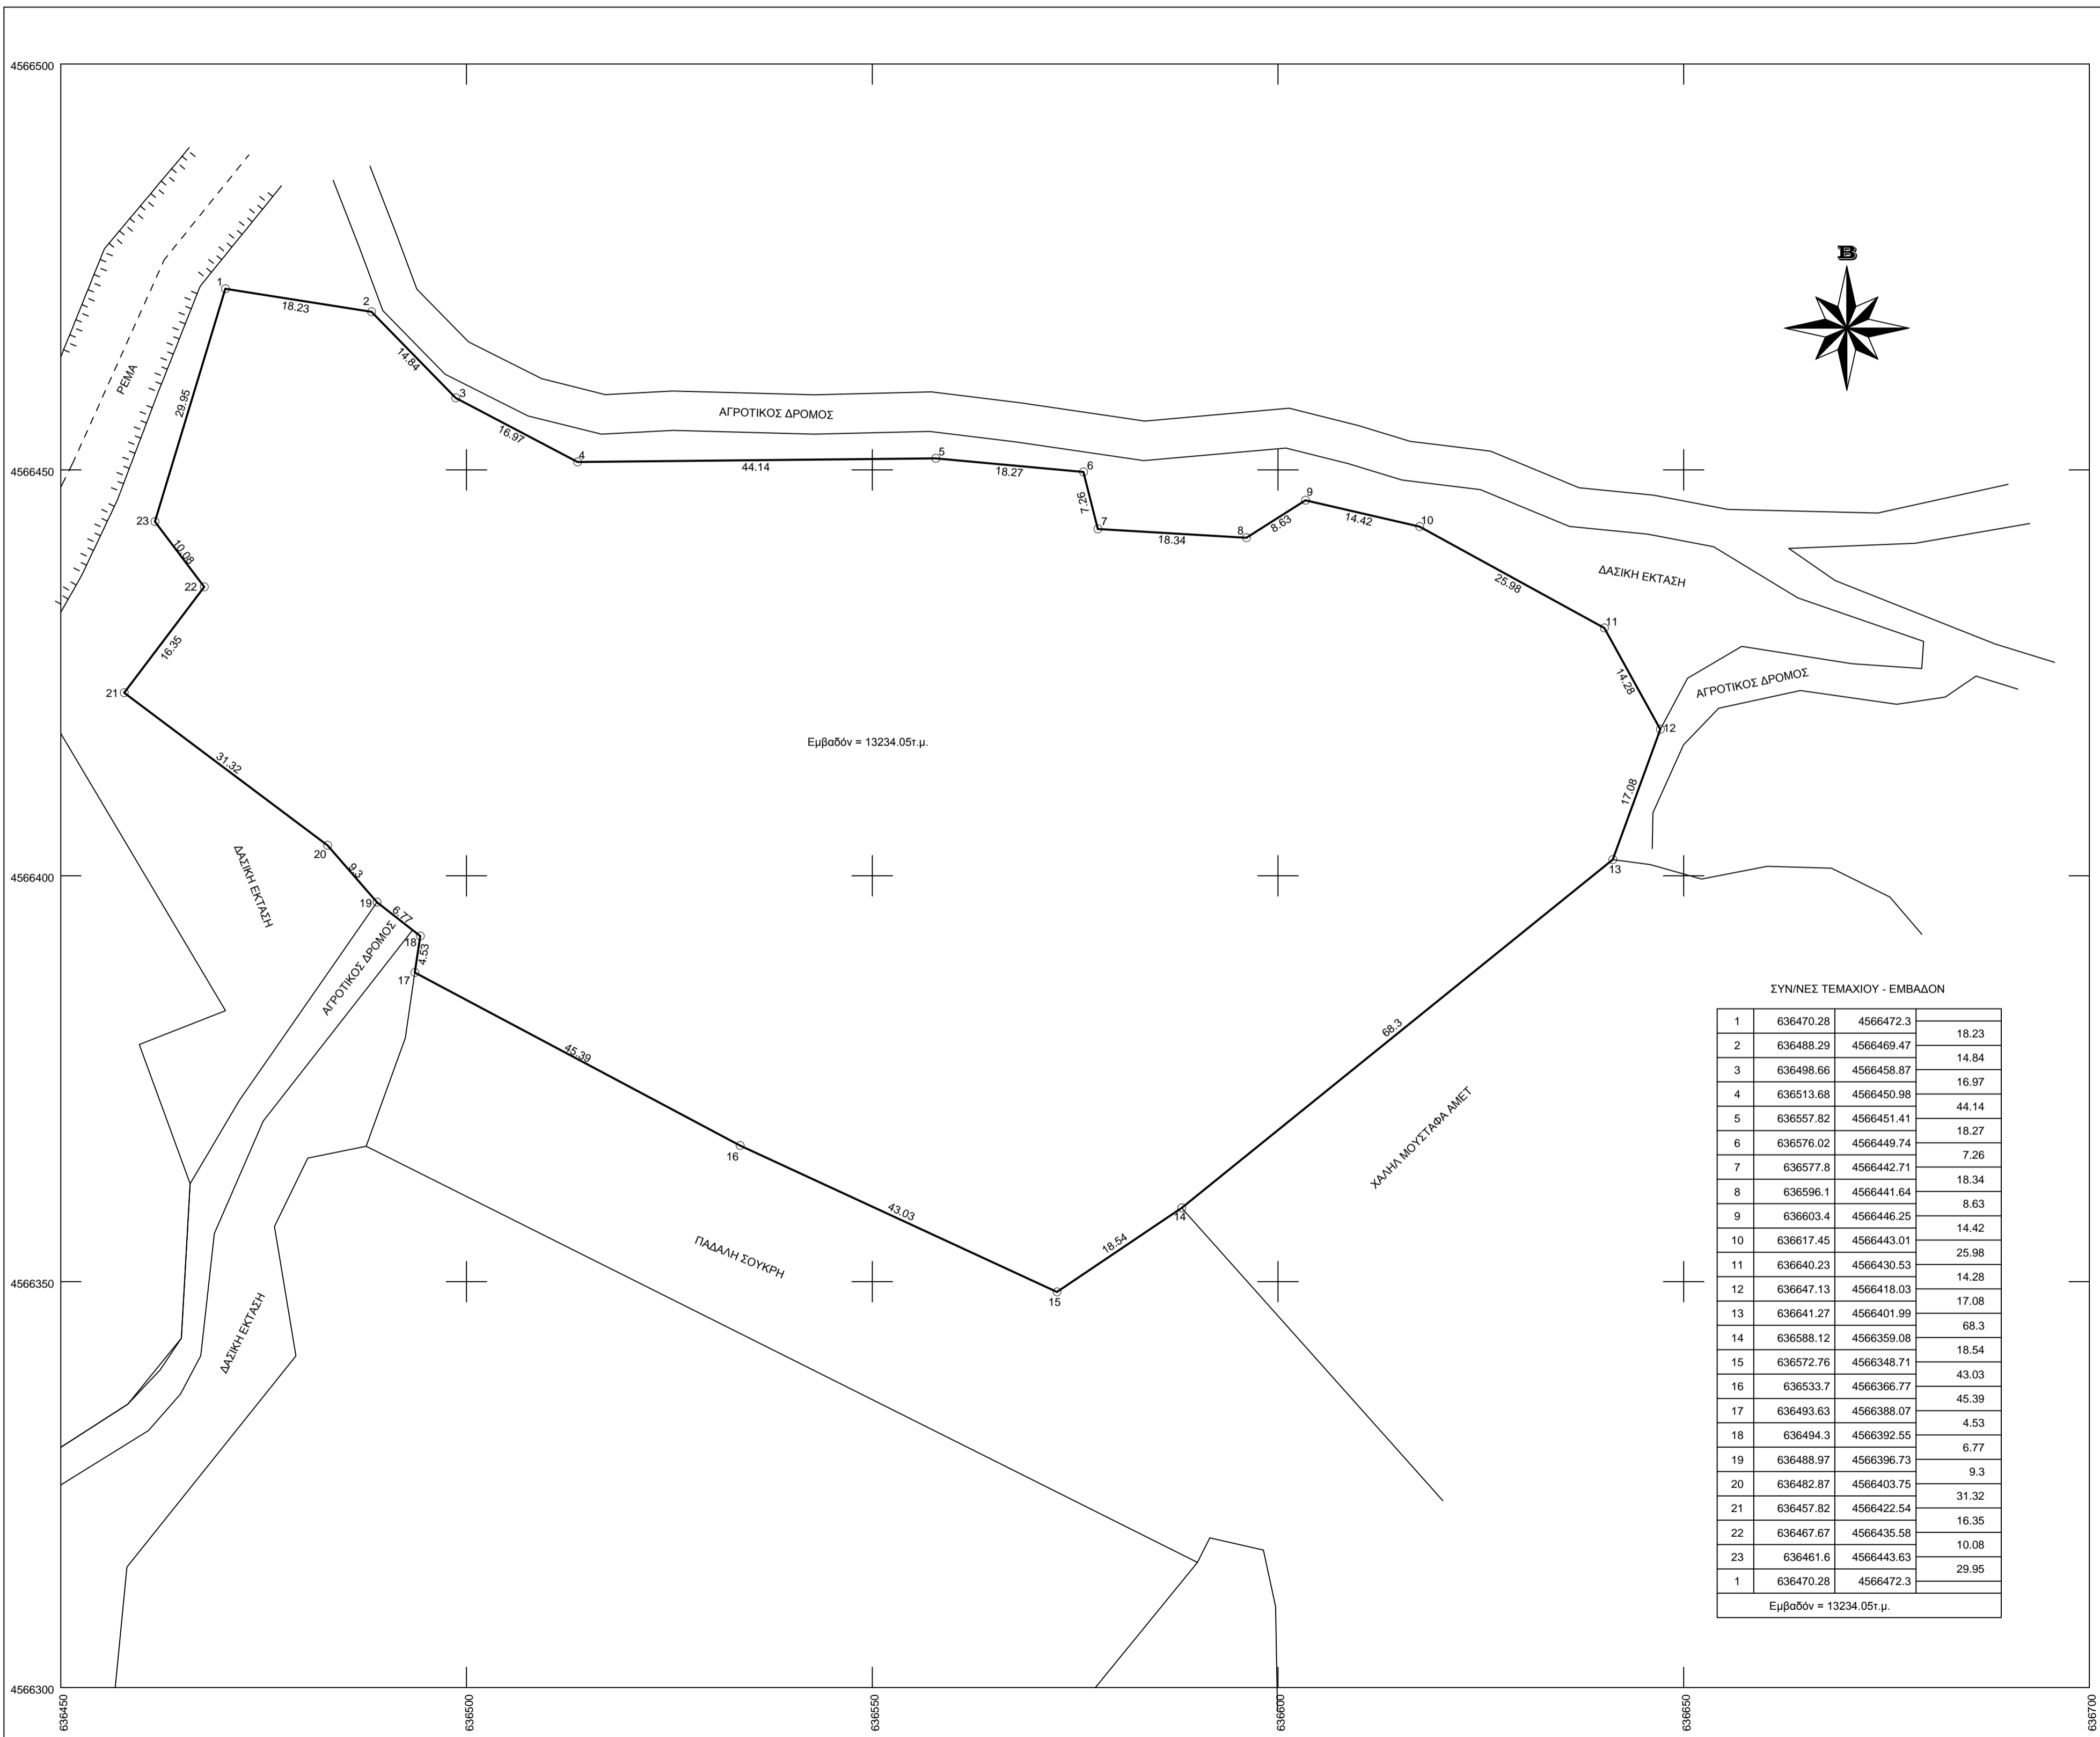 4566500
4566450
4566400
4566350
4566300
636450
636500
636550
636600
636650
636700
Β
1
18.23
2
14.84
3
16.97
4
44.14
5
18.27
6
7.26
7
18.34
8
8.63
9
14.42
10
25.98
11
14.28
12
17.08
13
68.3
14
18.54
15
43.03
16
45.39
17
4.53
18
6.77
19
9.3
20
31.32
21
16.35
22
10.08
23
29.95
ΡΕΜΑ
ΑΓΡΟΤΙΚΟΣ ΔΡΟΜΟΣ
ΔΑΣΙΚΗ ΕΚΤΑΣΗ
ΑΓΡΟΤΙΚΟΣ ΔΡΟΜΟΣ
Εμβαδόν = 13234.05τ.μ.
ΔΑΣΙΚΗ ΕΚΤΑΣΗ
ΑΓΡΟΤΙΚΟΣ ΔΡΟΜΟΣ
ΔΑΣΙΚΗ ΕΚΤΑΣΗ
ΠΑΔΑΛΗ ΣΟΥΚΡΗ
ΧΑΛΗΛ ΜΟΥΣΤΑΦΑ ΑΜΕΤ
ΣΥΝ/ΝΕΣ ΤΕΜΑΧΙΟΥ - ΕΜΒΑΔΟΝ
1 636470.28 4566472.3
18.23
2 636488.29 4566469.47
14.84
3 636498.66 4566458.87
16.97
4 636513.68 4566450.98
44.14
5 636557.82 4566451.41
18.27
6 636576.02 4566449.74
7.26
7 636577.8 4566442.71
18.34
8 636596.1 4566441.64
8.63
9 636603.4 4566446.25
14.42
10 636617.45 4566443.01
25.98
11 636640.23 4566430.53
14.28
12 636647.13 4566418.03
17.08
13 636641.27 4566401.99
68.3
14 636588.12 4566359.08
18.54
15 636572.76 4566348.71
43.03
16 636533.7 4566366.77
45.39
17 636493.63 4566388.07
4.53
18 636494.3 4566392.55
6.77
19 636488.97 4566396.73
9.3
20 636482.87 4566403.75
31.32
21 636457.82 4566422.54
16.35
22 636467.67 4566435.58
10.08
23 636461.6 4566443.63
29.95
1 636470.28 4566472.3
Εμβαδόν = 13234.05τ.μ.